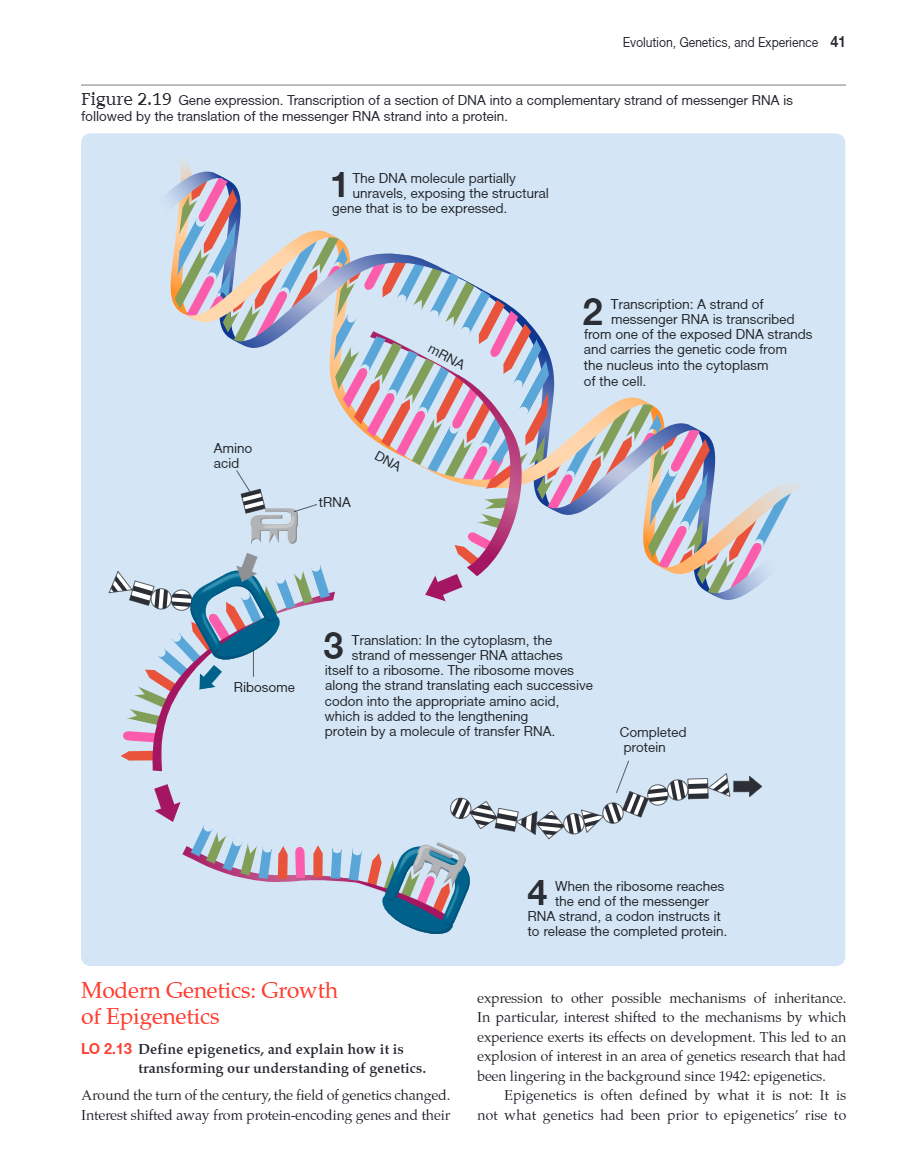 Evolution, Genetics, and Experience 41
Figure 2.19 Gene expression. Transcription of a section of DNA into a complementary strand of messenger RNA is
followed by the translation of the messenger RNA strand into a protein.
1 The DNA molecule partially
unravels, exposing the structural
gene that is to be expressed.
2 Transcription: A strand of
messenger RNA is transcribed
from one of the exposed DNA strands
and carries the genetic code from
the nucleus into the cytoplasm
of the cell.
mRNA
DNA
Amino
acid
tRNA
Ribosome
3 Translation: In the cytoplasm, the
strand of messenger RNA attaches
itself to a ribosome. The ribosome moves
along the strand translating each successive
codon into the appropriate amino acid,
which is added to the lengthening
protein by a molecule of transfer RNA.
Completed
protein
4 When the ribosome reaches
the end of the messenger
RNA strand, a codon instructs it
to release the completed protein.
Modern Genetics: Growth
of Epigenetics
LO 2.13 Define epigenetics, and explain how it is
transforming our understanding of genetics.
Around the turn of the century, the field of genetics changed.
Interest shifted away from protein-encoding genes and their
expression to other possible mechanisms of inheritance.
In particular, interest shifted to the mechanisms by which
experience exerts its effects on development. This led to an
explosion of interest in an area of genetics research that had
been lingering in the background since 1942: epigenetics.
Epigenetics is often defined by what it is not: It is
not what genetics had been prior to epigenetics' rise to